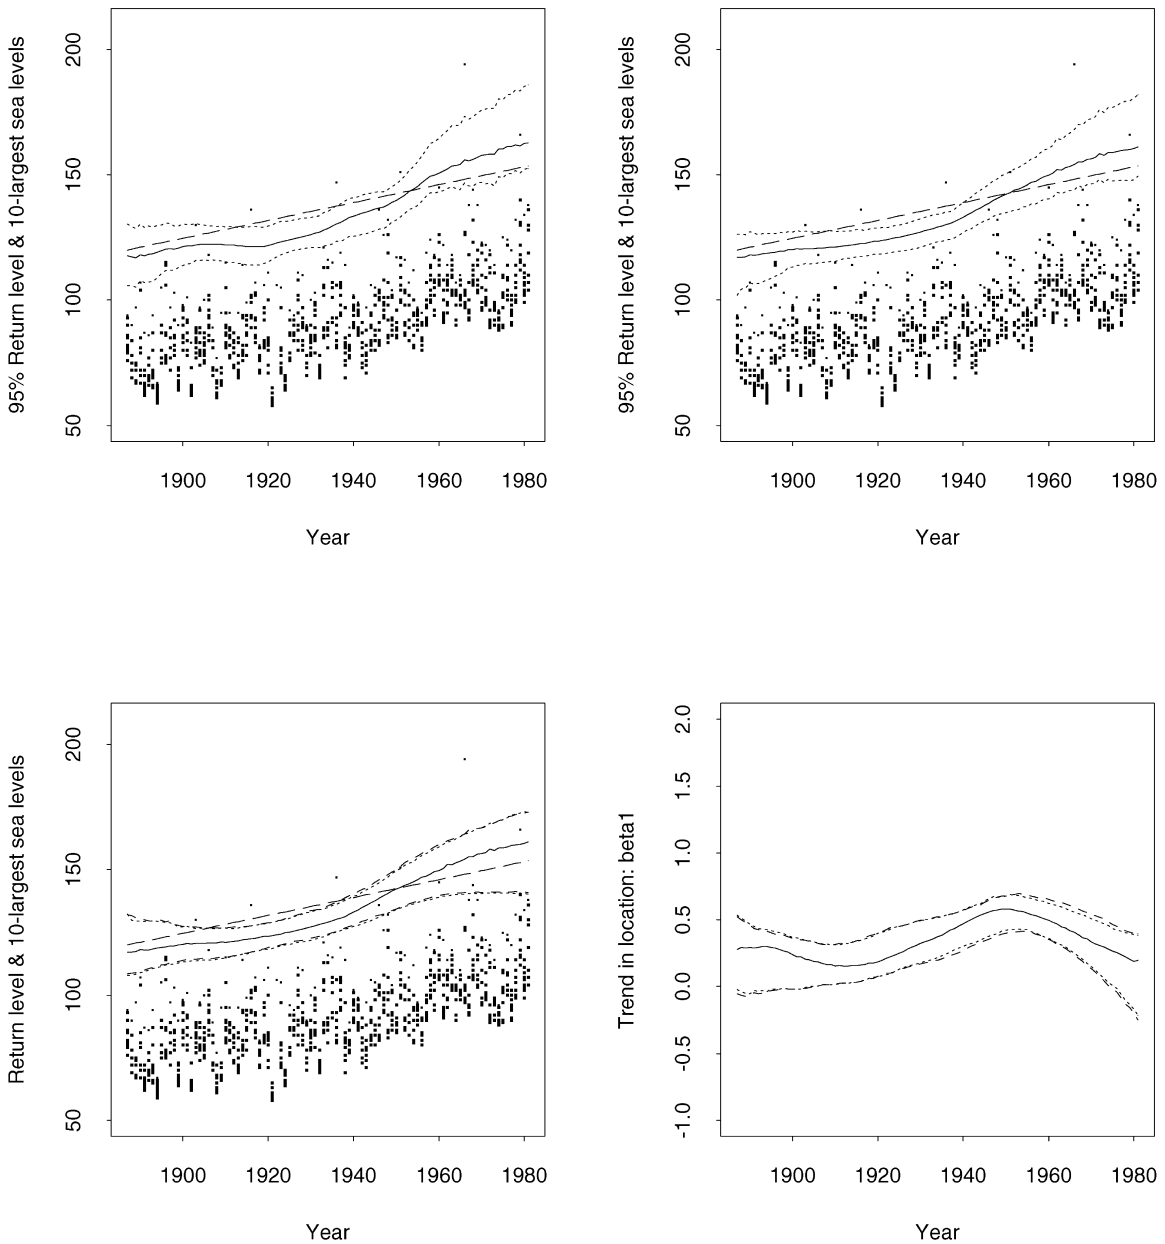 95% Return level & 10-largest sea levels
200
150
100
50
1900 1920 1940 1960 1980
Year
95% Return level & 10-largest sea levels
200
150
100
50
1900 1920 1940 1960 1980
Year
Return level & 10-largest sea levels
200
150
100
50
1900 1920 1940 1960 1980
Year
Trend in location: beta1
2.0
1.5
1.0
0.5
0.0
-0.5
-1.0
1900 1920 1940 1960 1980
Year